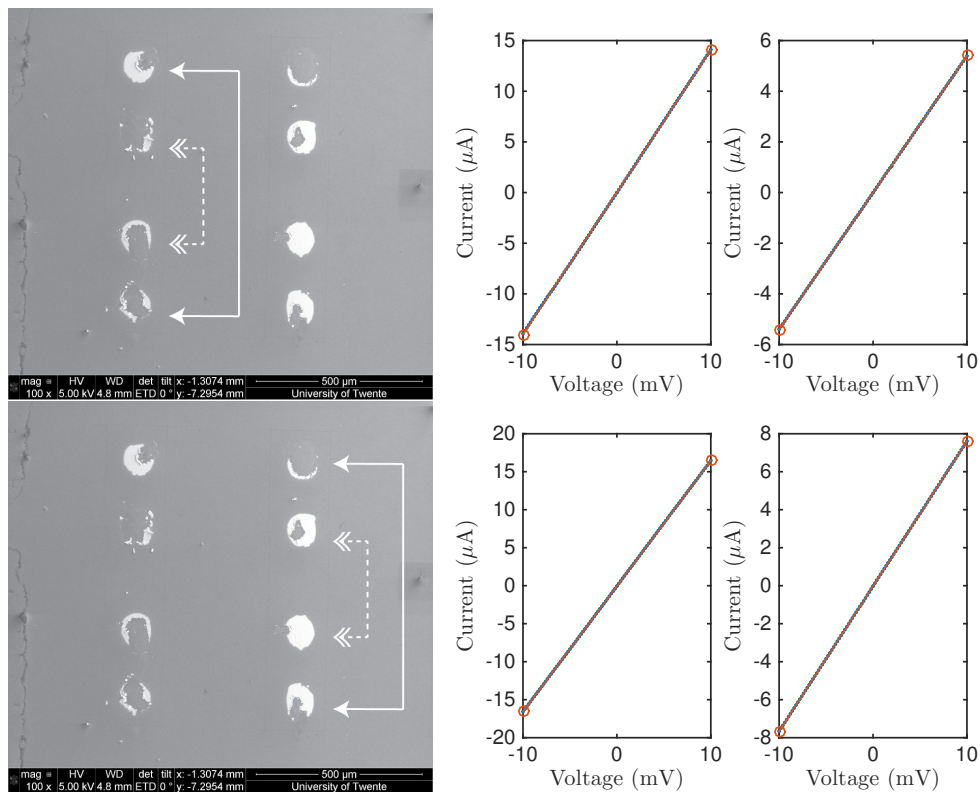 mag ≡ HV WD det tilt x: -1.3074 mm 500 µm
100 x 5.00 kV 4.8 mm ETD 0 ° y: -7.2954 mm University of Twente
15
10
5
0
-5
-10
-15
-10 0 10
Current (µA)
Voltage (mV)
6
4
2
0
-2
-4
-6
-10 0 10
Current (µA)
Voltage (mV)
mag ≡ HV WD det tilt x: -1.3074 mm 500 µm
100 x 5.00 kV 4.8 mm ETD 0 ° y: -7.2954 mm University of Twente
20
15
10
5
0
-5
-10
-15
-20
-10 0 10
Current (µA)
Voltage (mV)
8
6
4
2
0
-2
-4
-6
-8
-10 0 10
Current (µA)
Voltage (mV)